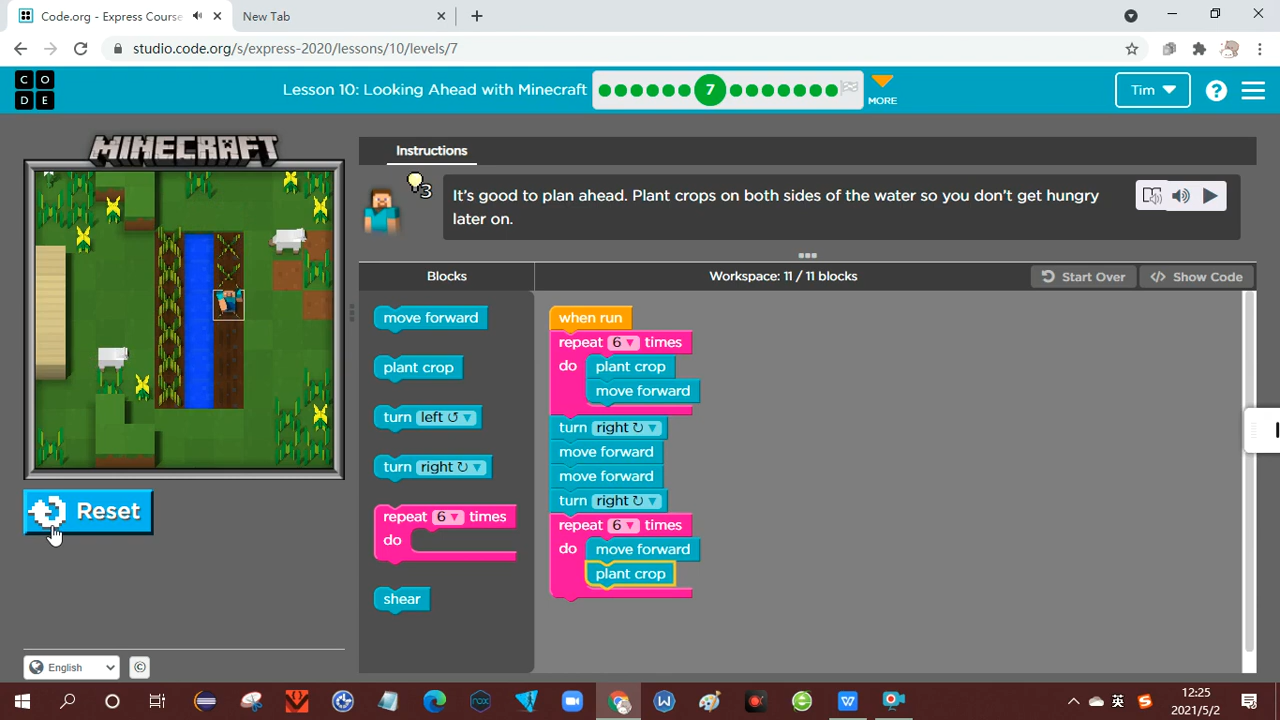 Code.org - Express Course
New Tab
studio.code.org/s/express-2020/lessons/10/levels/7
C O D E
Lesson 10: Looking Ahead with Minecraft
7
MORE
Tim
?
MINECRAFT
Instructions
3
It's good to plan ahead. Plant crops on both sides of the water so you don't get hungry
later on.
Blocks
Workspace: 11 / 11 blocks
Start Over
</> Show Code
move forward
plant crop
turn left ↺
turn right ↻
repeat 6 times
do
shear
when run
repeat 6 times
do plant crop
move forward
turn right ↻
move forward
move forward
turn right ↻
repeat 6 times
do move forward
plant crop
Reset
English
©
英
12:25
2021/5/2